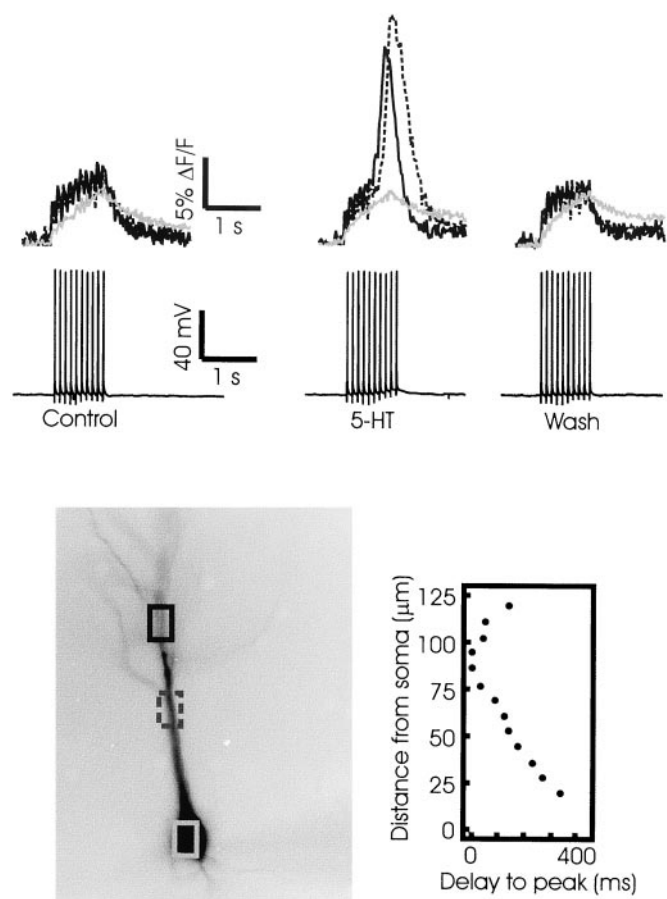 5% ΔF/F
1 s
40 mV
1 s
Control
5-HT
Wash
Distance from soma (μm)
125
100
75
50
25
0
0
400
Delay to peak (ms)